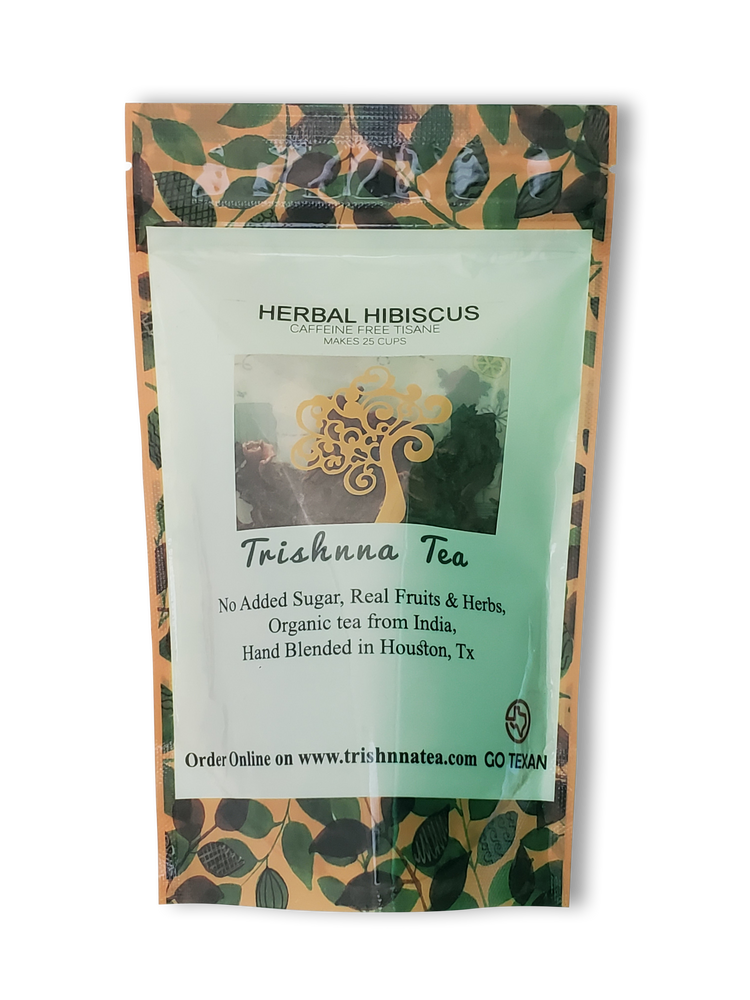 HERBAL HIBISCUS
CAFFEINE FREE TISANE
MAKES 25 CUPS
Trishnna Tea
No Added Sugar, Real Fruits & Herbs,
Organic tea from India,
Hand Blended in Houston, Tx
Order Online on www.trishnnatea.com GO TEXAN